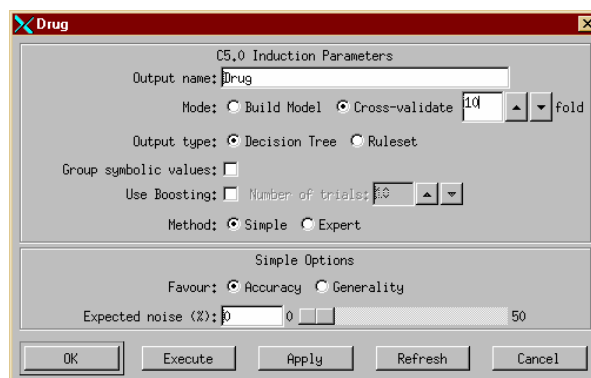 Drug
C5.0 Induction Parameters
Output name: Drug
Mode: Build Model Cross-validate 10 fold
Output type: Decision Tree Ruleset
Group symbolic values:
Use Boosting: Number of trials: 10
Method: Simple Expert
Simple Options
Favour: Accuracy Generality
Expected noise (%): 0 0 50
OK Execute Apply Refresh Cancel